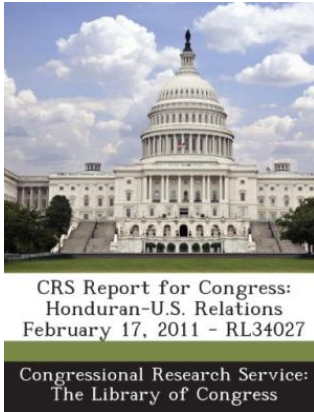 CRS Report for Congress:
Honduran-U.S. Relations
February 17, 2011 - RL34027
Congressional Research Service:
The Library of Congress